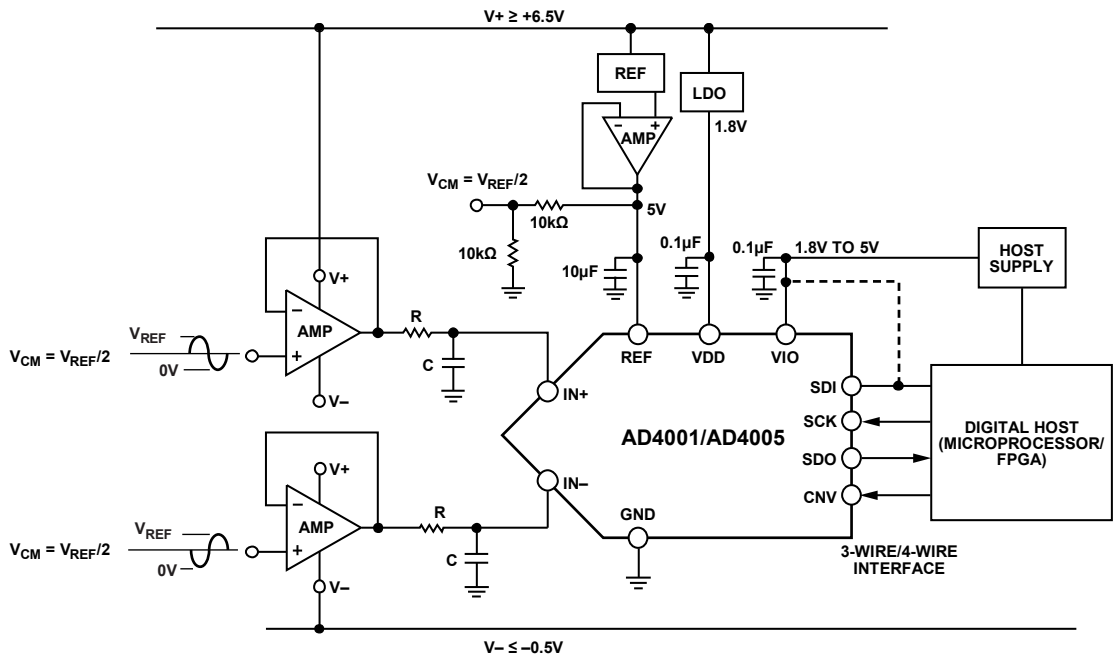 V+ ≥ +6.5V
REF
LDO
AMP
− +
1.8V
V_CM = V_REF/2
5V
10kΩ
10kΩ
10µF
0.1µF
0.1µF
1.8V TO 5V
HOST
SUPPLY
V+
−
AMP
+
V−
R
C
V_REF
0V
V_CM = V_REF/2
REF
VDD
VIO
IN+
SDI
SCK
SDO
CNV
AD4001/AD4005
DIGITAL HOST
(MICROPROCESSOR/
FPGA)
IN−
GND
V+
−
AMP
+
V−
R
C
V_REF
0V
V_CM = V_REF/2
3-WIRE/4-WIRE
INTERFACE
V− ≤ −0.5V